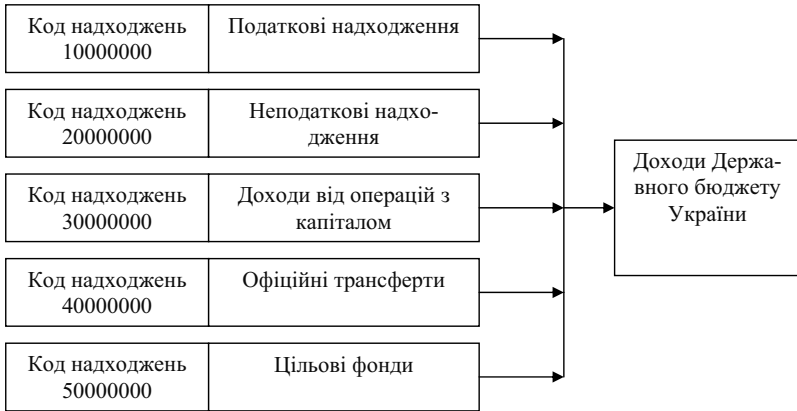 Код надходжень
10000000
Податкові надходження
Код надходжень
20000000
Неподаткові надхо-
дження
Код надходжень
30000000
Доходи від операцій з
капіталом
Код надходжень
40000000
Офіційні трансферти
Код надходжень
50000000
Цільові фонди
Доходи Держа-
вного бюджету
України